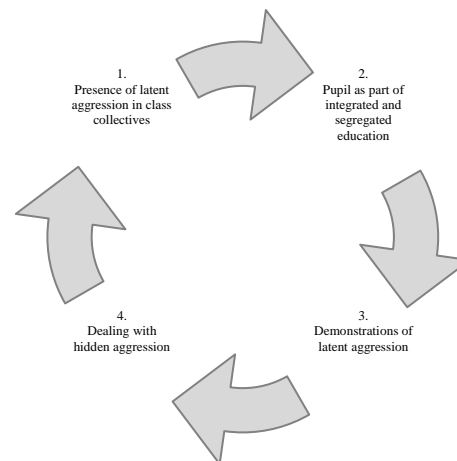 1.
Presence of latent
aggression in class
collectives
2.
Pupil as part of
integrated and
segregated
education
3.
Demonstrations of
latent aggression
4.
Dealing with
hidden aggression